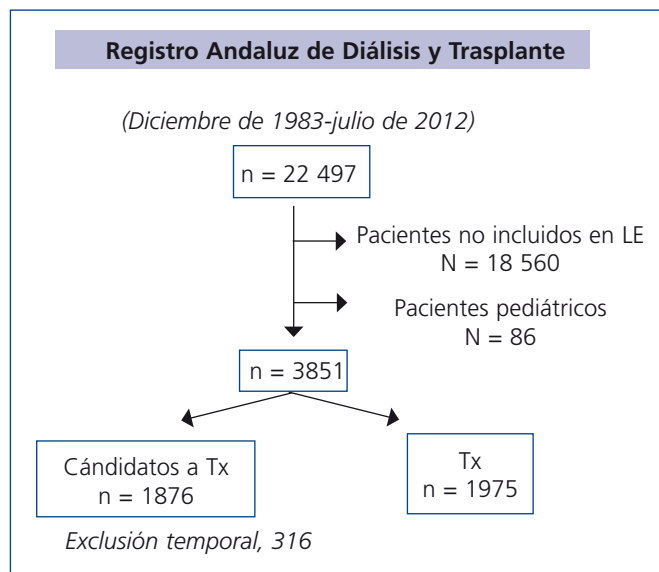 Registro Andaluz de Diálisis y Trasplante
(Diciembre de 1983-julio de 2012)
n = 22 497
Pacientes no incluidos en LE
N = 18 560
Pacientes pediátricos
N = 86
n = 3851
Cándidatos a Tx
n = 1876
Tx
n = 1975
Exclusión temporal, 316